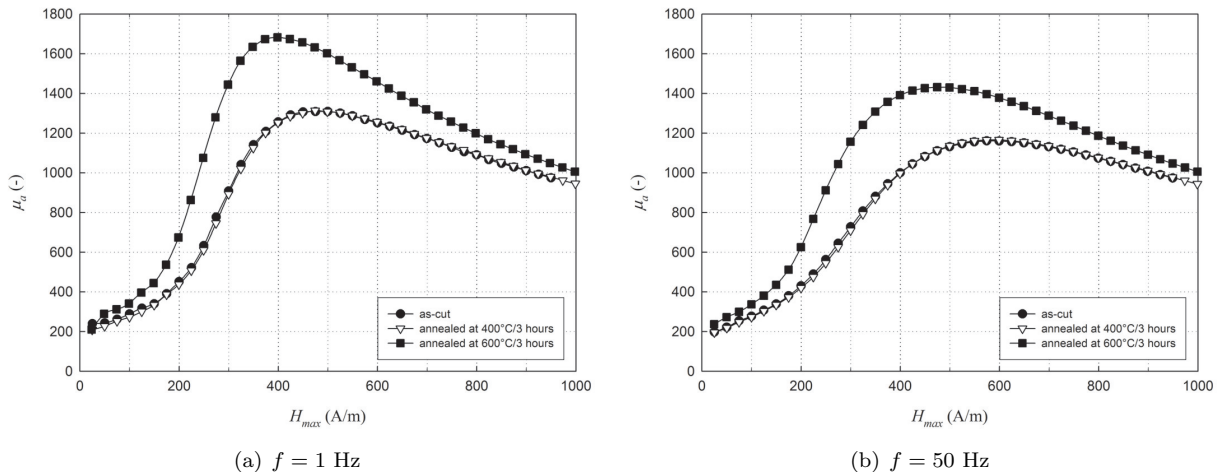 1800
1600
1400
1200
1000
800
600
400
200
0
μa (-)
0 200 400 600 800 1000
Hmax (A/m)
as-cut
annealed at 400°C/3 hours
annealed at 600°C/3 hours
(a) f = 1 Hz
1800
1600
1400
1200
1000
800
600
400
200
0
μa (-)
0 200 400 600 800 1000
Hmax (A/m)
as-cut
annealed at 400°C/3 hours
annealed at 600°C/3 hours
(b) f = 50 Hz